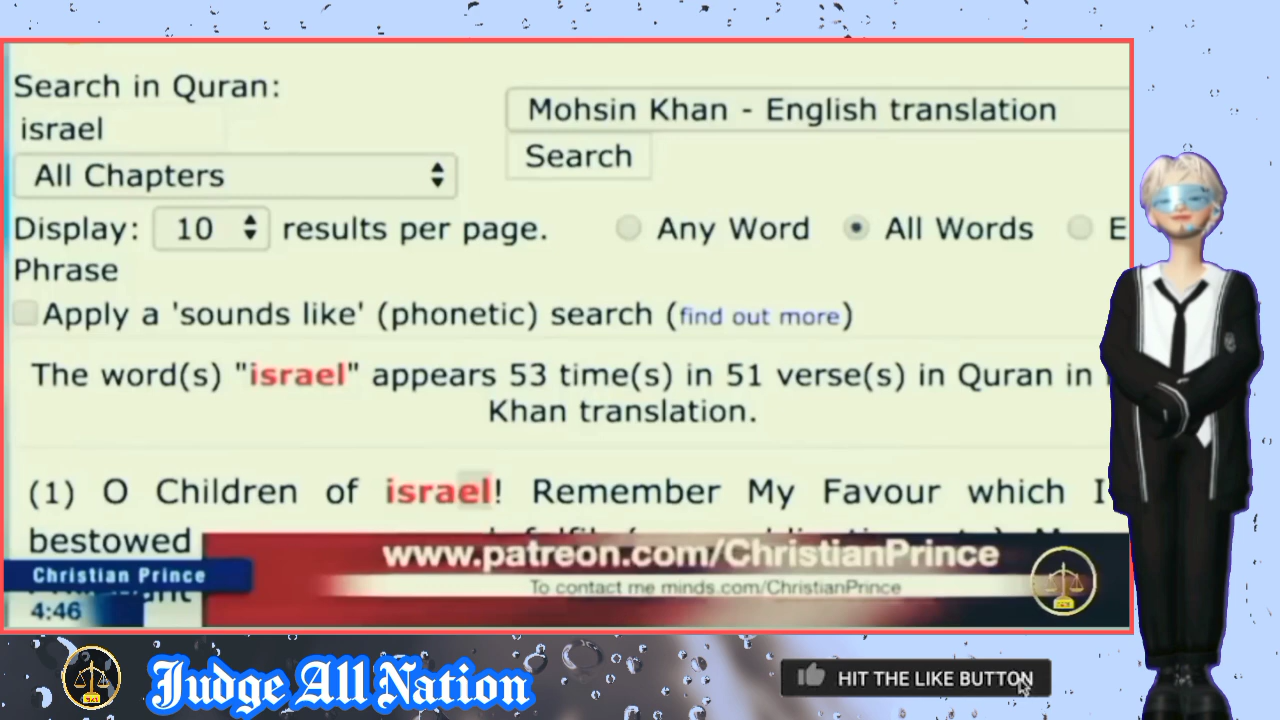 Search in Quran:
israel
Mohsin Khan - English translation
Search
All Chapters
Display: 10 results per page. Any Word All Words E
Phrase
Apply a 'sounds like' (phonetic) search (find out more)
The word(s) "israel" appears 53 time(s) in 51 verse(s) in Quran in
Khan translation.
(1) O Children of israel! Remember My Favour which I
bestowed
www.patreon.com/ChristianPrince
Christian Prince
To contact me minds.com/ChristianPrince
4:46
Judge All Nation
HIT THE LIKE BUTTON